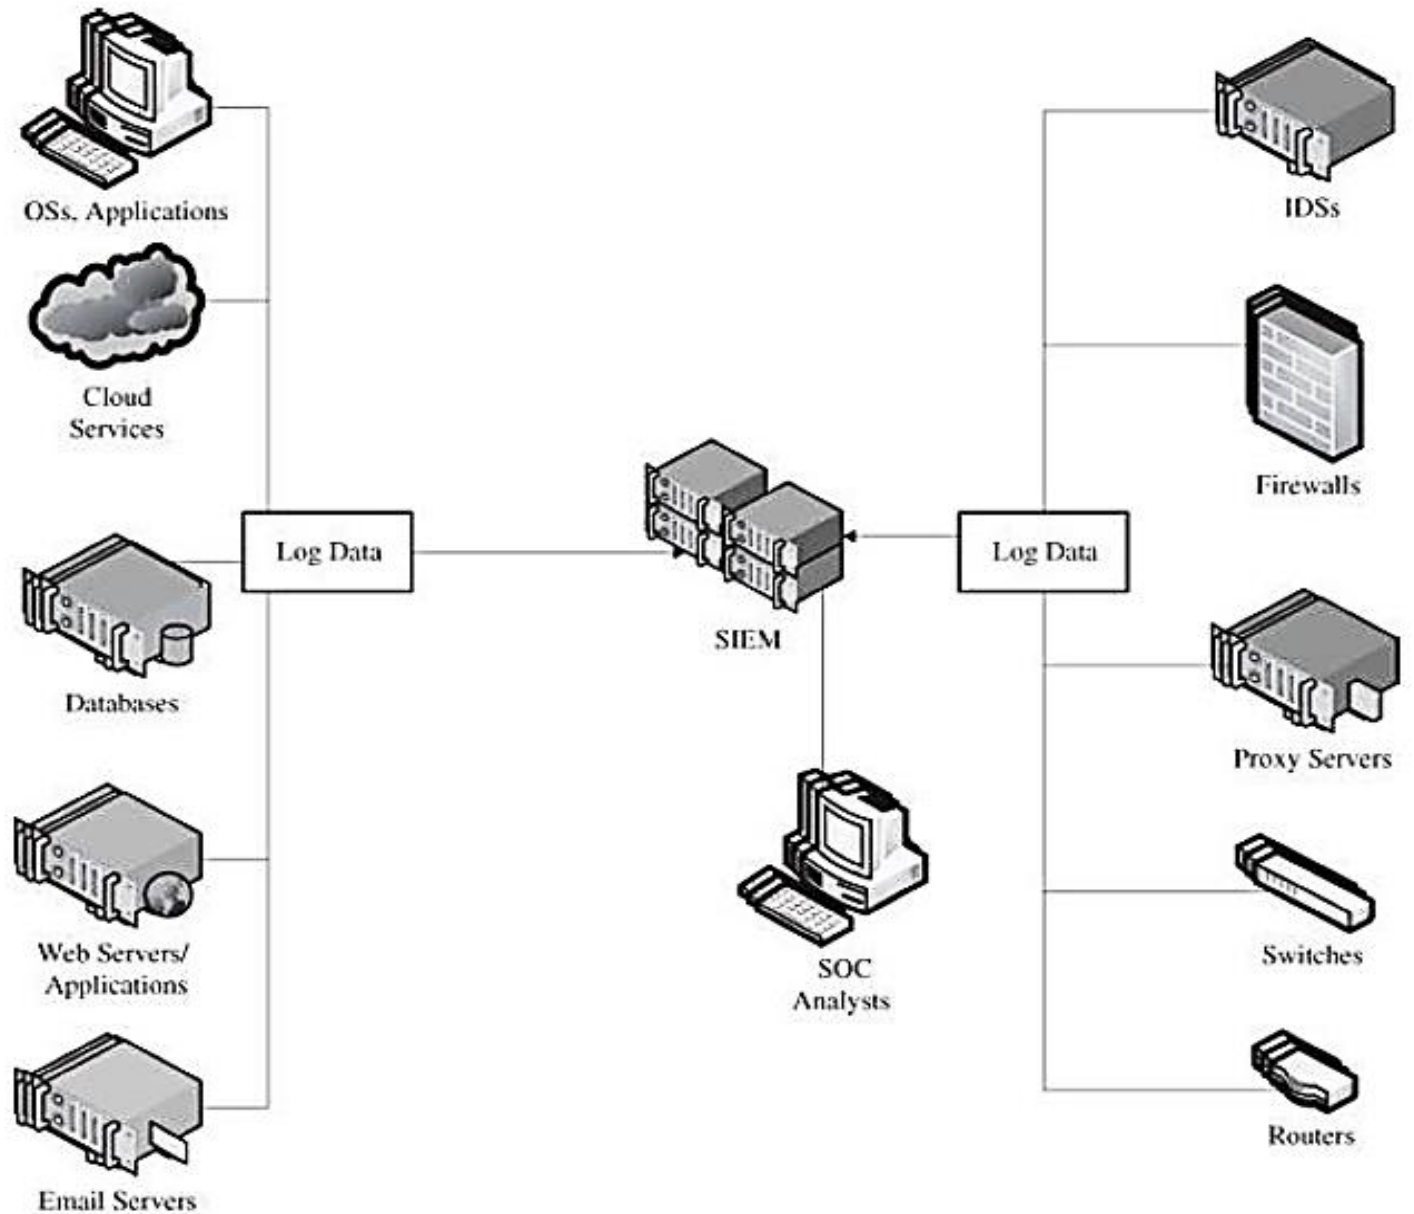 OSs, Applications
Cloud
Services
Log Data
Databases
Web Servers/
Applications
Email Servers
SIEM
SOC
Analysts
Log Data
IDSs
Firewalls
Proxy Servers
Switches
Routers